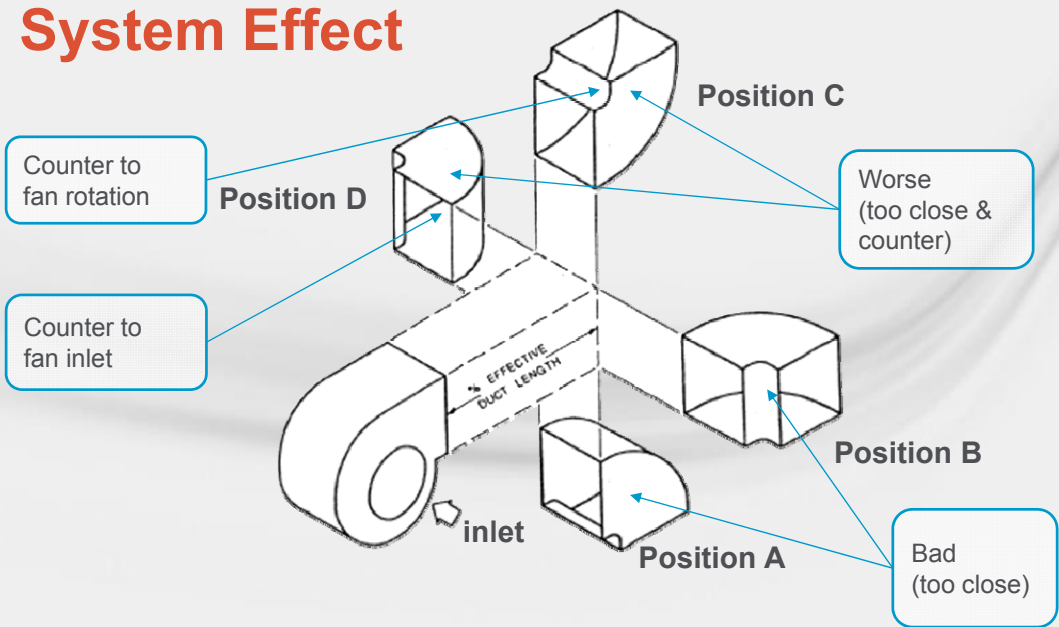 System Effect
Position C
Counter to
fan rotation
Position D
Worse
(too close &
counter)
Counter to
fan inlet
% EFFECTIVE
DUCT LENGTH
Position B
inlet
Position A
Bad
(too close)